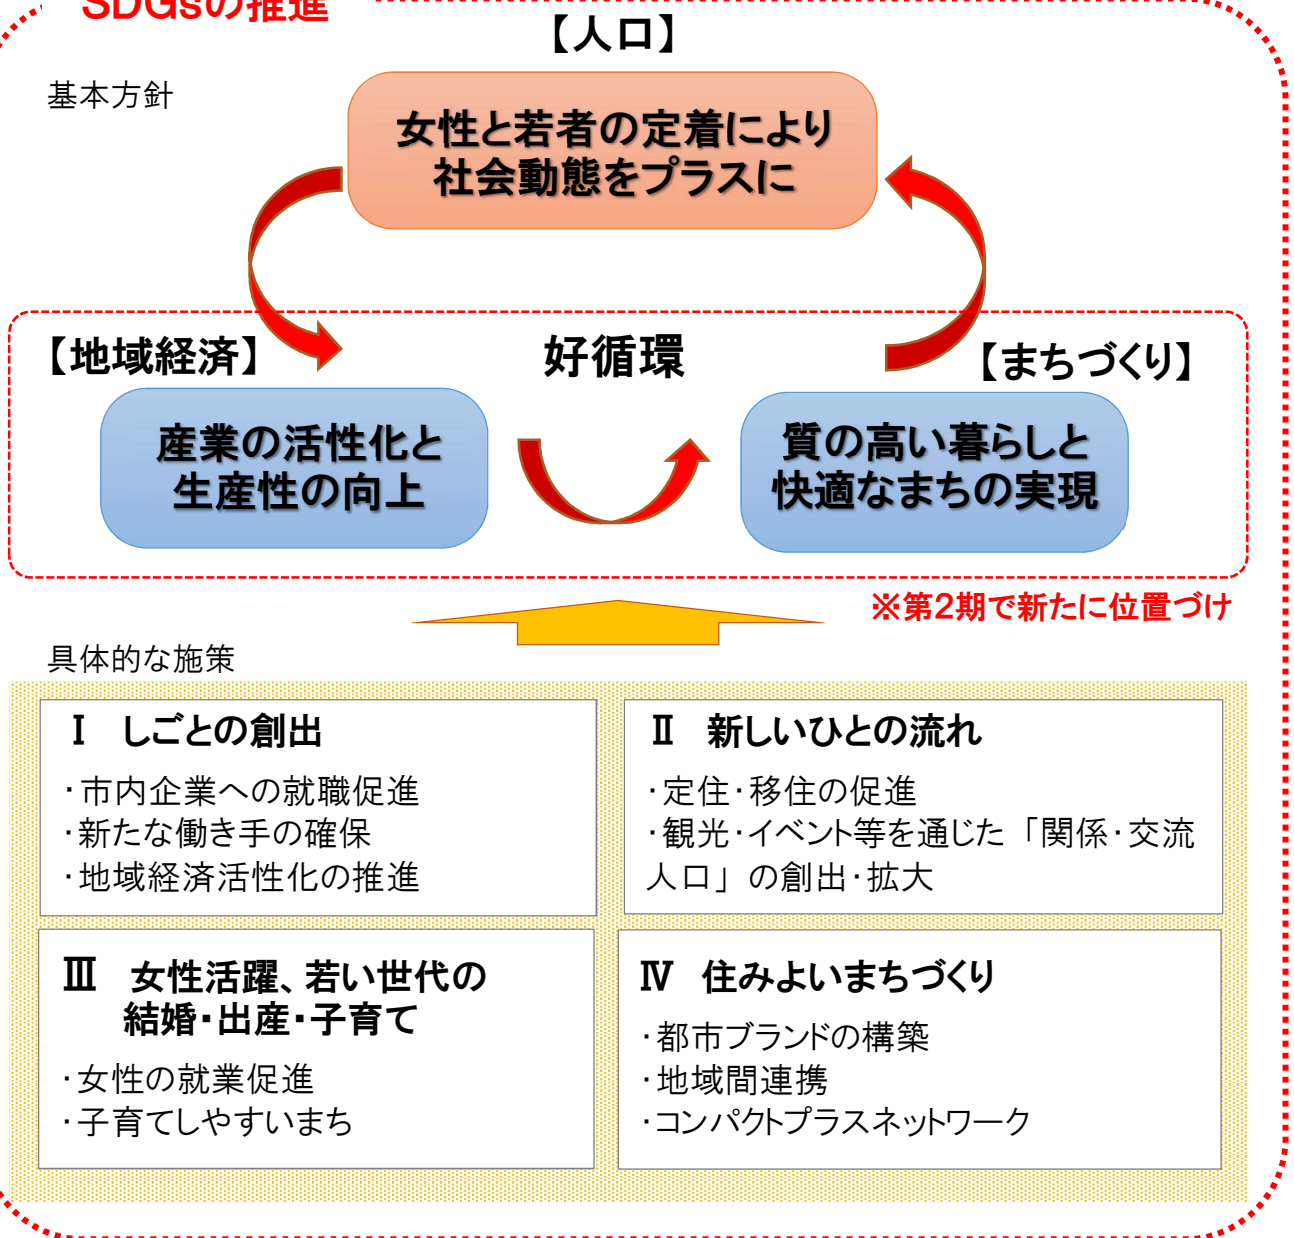 SDGsの推進
【人口】
基本方針
女性と若者の定着により
社会動態をプラスに
【地域経済】
好循環
【まちづくり】
産業の活性化と
生産性の向上
質の高い暮らしと
快適なまちの実現
※第2期で新たに位置づけ
具体的な施策
Ⅰ しごとの創出
・市内企業への就職促進
・新たな働き手の確保
・地域経済活性化の推進
Ⅱ 新しいひとの流れ
・定住・移住の促進
・観光・イベント等を通じた「関係・交流
人口」の創出・拡大
Ⅲ 女性活躍、若い世代の
結婚・出産・子育て
・女性の就業促進
・子育てしやすいまち
Ⅳ 住みよいまちづくり
・都市ブランドの構築
・地域間連携
・コンパクトプラスネットワーク